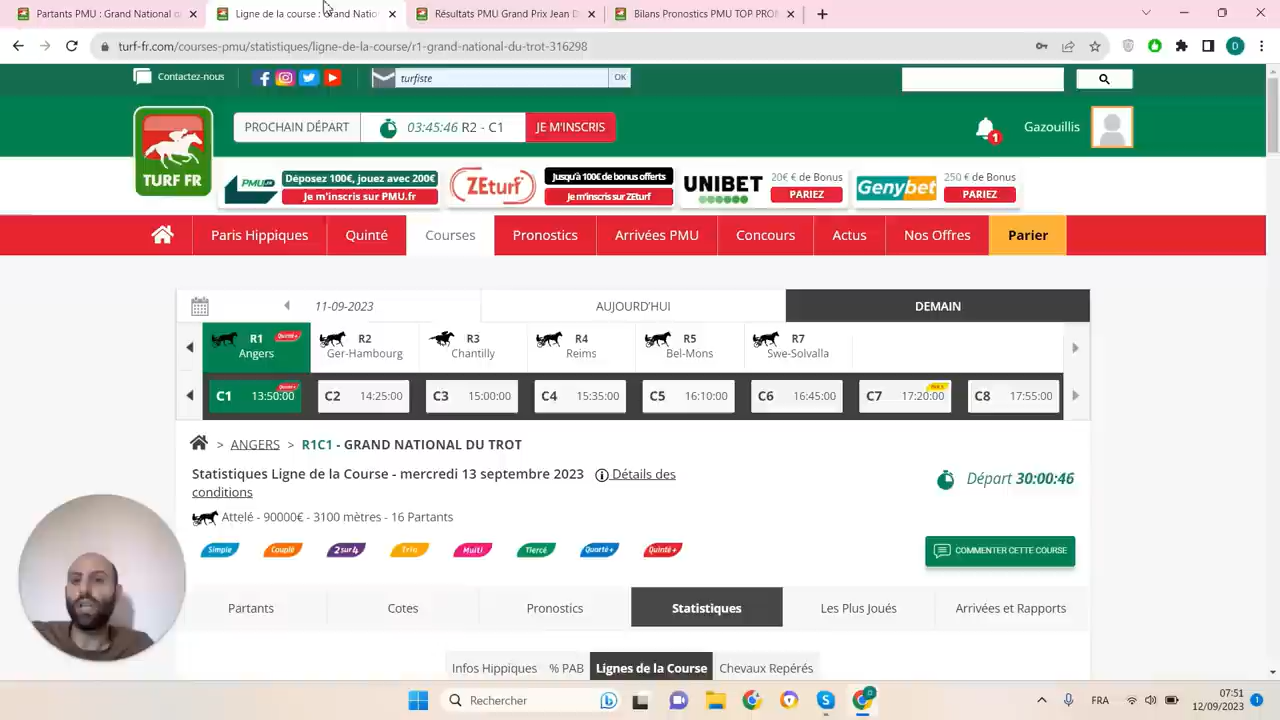 Partants PMU : Grand National d
Ligne de la course : Grand Natio
Résultats PMU Grand Prix Jean D
Bilans Pronostics PMU TOP PRO
turf-fr.com/courses-pmu/statistiques/ligne-de-la-course/r1-grand-national-du-trot-316298
D
Contactez-nous
turfiste
OK
PROCHAIN DÉPART
03:45:46 R2 - C1
JE M'INSCRIS
1
Gazouillis
TURF FR
PMU
Déposez 100€, jouez avec 200€
Je m'inscris sur PMU.fr
ZEturf
Jusqu'à 100€ de bonus offerts
Je m'inscris sur ZEturf
UNIBET
20€ € de Bonus
PARIEZ
Genybet
250 € de Bonus
PARIEZ
Paris Hippiques
Quinté
Courses
Pronostics
Arrivées PMU
Concours
Actus
Nos Offres
Parier
11-09-2023
AUJOURD'HUI
DEMAIN
R1 Quinté+
Angers
R2
Ger-Hambourg
R3
Chantilly
R4
Reims
R5
Bel-Mons
R7
Swe-Solvalla
C1 13:50:00
C2 14:25:00
C3 15:00:00
C4 15:35:00
C5 16:10:00
C6 16:45:00
C7 17:20:00
C8 17:55:00
> ANGERS > R1C1 - GRAND NATIONAL DU TROT
Statistiques Ligne de la Course - mercredi 13 septembre 2023 Détails des
conditions
Départ 30:00:46
Attelé - 90000€ - 3100 mètres - 16 Partants
Simple
Couplé
2sur4
Trio
Multi
Tiercé
Quarté+
Quinté+
COMMENTER CETTE COURSE
Partants
Cotes
Pronostics
Statistiques
Les Plus Joués
Arrivées et Rapports
Infos Hippiques
% PAB
Lignes de la Course
Chevaux Repérés
Rechercher
FRA
07:51
12/09/2023
1